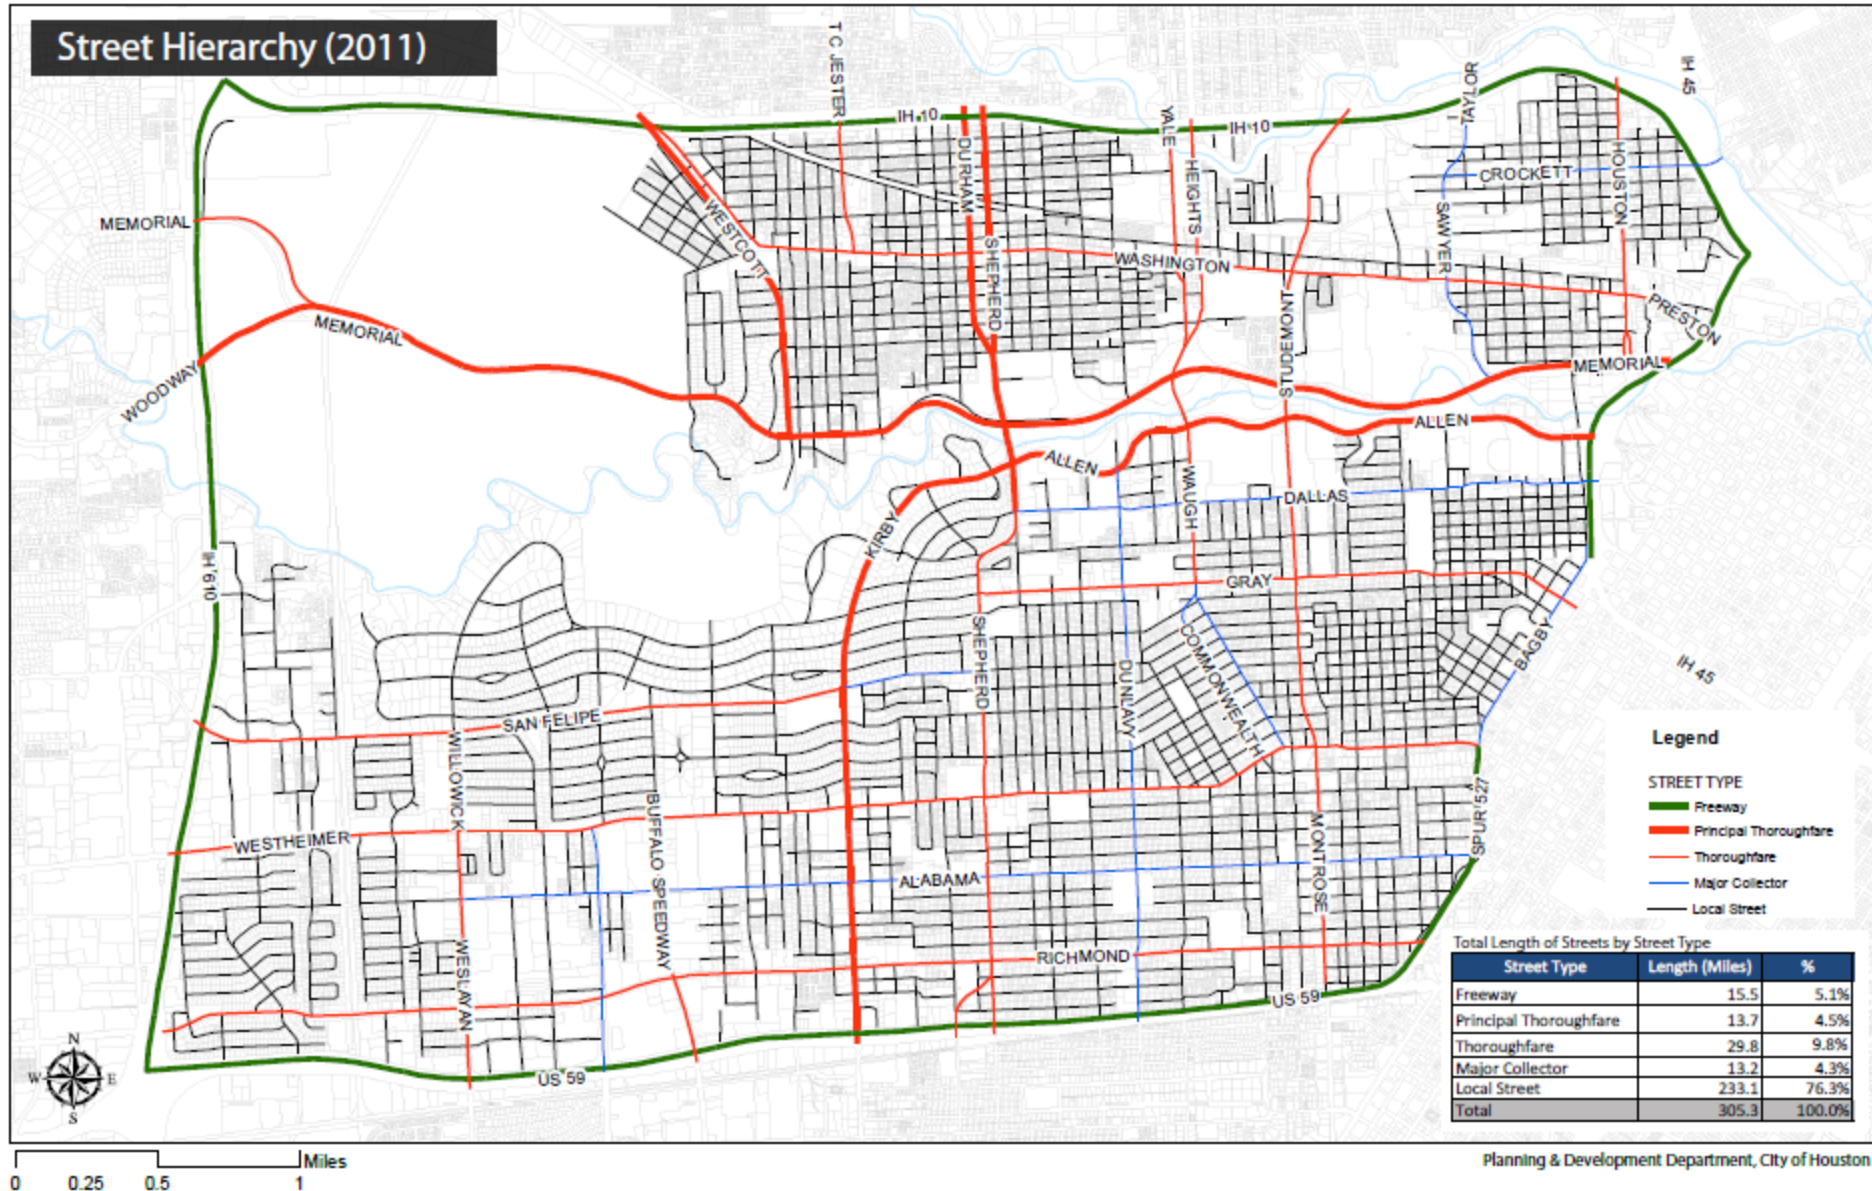 Street Hierarchy (2011)
T C JESTER
TAYLOR
IH 45
IH 10
IH 10
YALE
DURHAM
HEIGHTS
CROCKETT
HOUSTON
MEMORIAL
WESTCOTT
SAWYER
SHEPHERD
WASHINGTON
MEMORIAL
STUDEMONT
PRESTON
WOODWAY
MEMORIAL
ALLEN
ALLEN
WAUGH
DALLAS
KIRBY
IH 610
GRAY
SHEPHERD
COMMONWEALTH
BAGBY
DUNLAVY
IH 45
SAN FELIPE
WILLOWICK
BUFFALO SPEEDWAY
WESTHEIMER
SPUR 527
MONTROSE
ALABAMA
WESLAYAN
RICHMOND
US 59
US 59
Legend
STREET TYPE
Freeway
Principal Thoroughfare
Thoroughfare
Major Collector
Local Street
Total Length of Streets by Street Type
Street Type Length (Miles) %
Freeway 15.5 5.1%
Principal Thoroughfare 13.7 4.5%
Thoroughfare 29.8 9.8%
Major Collector 13.2 4.3%
Local Street 233.1 76.3%
Total 305.3 100.0%
N
W E
S
Miles
0 0.25 0.5 1
Planning & Development Department, City of Houston